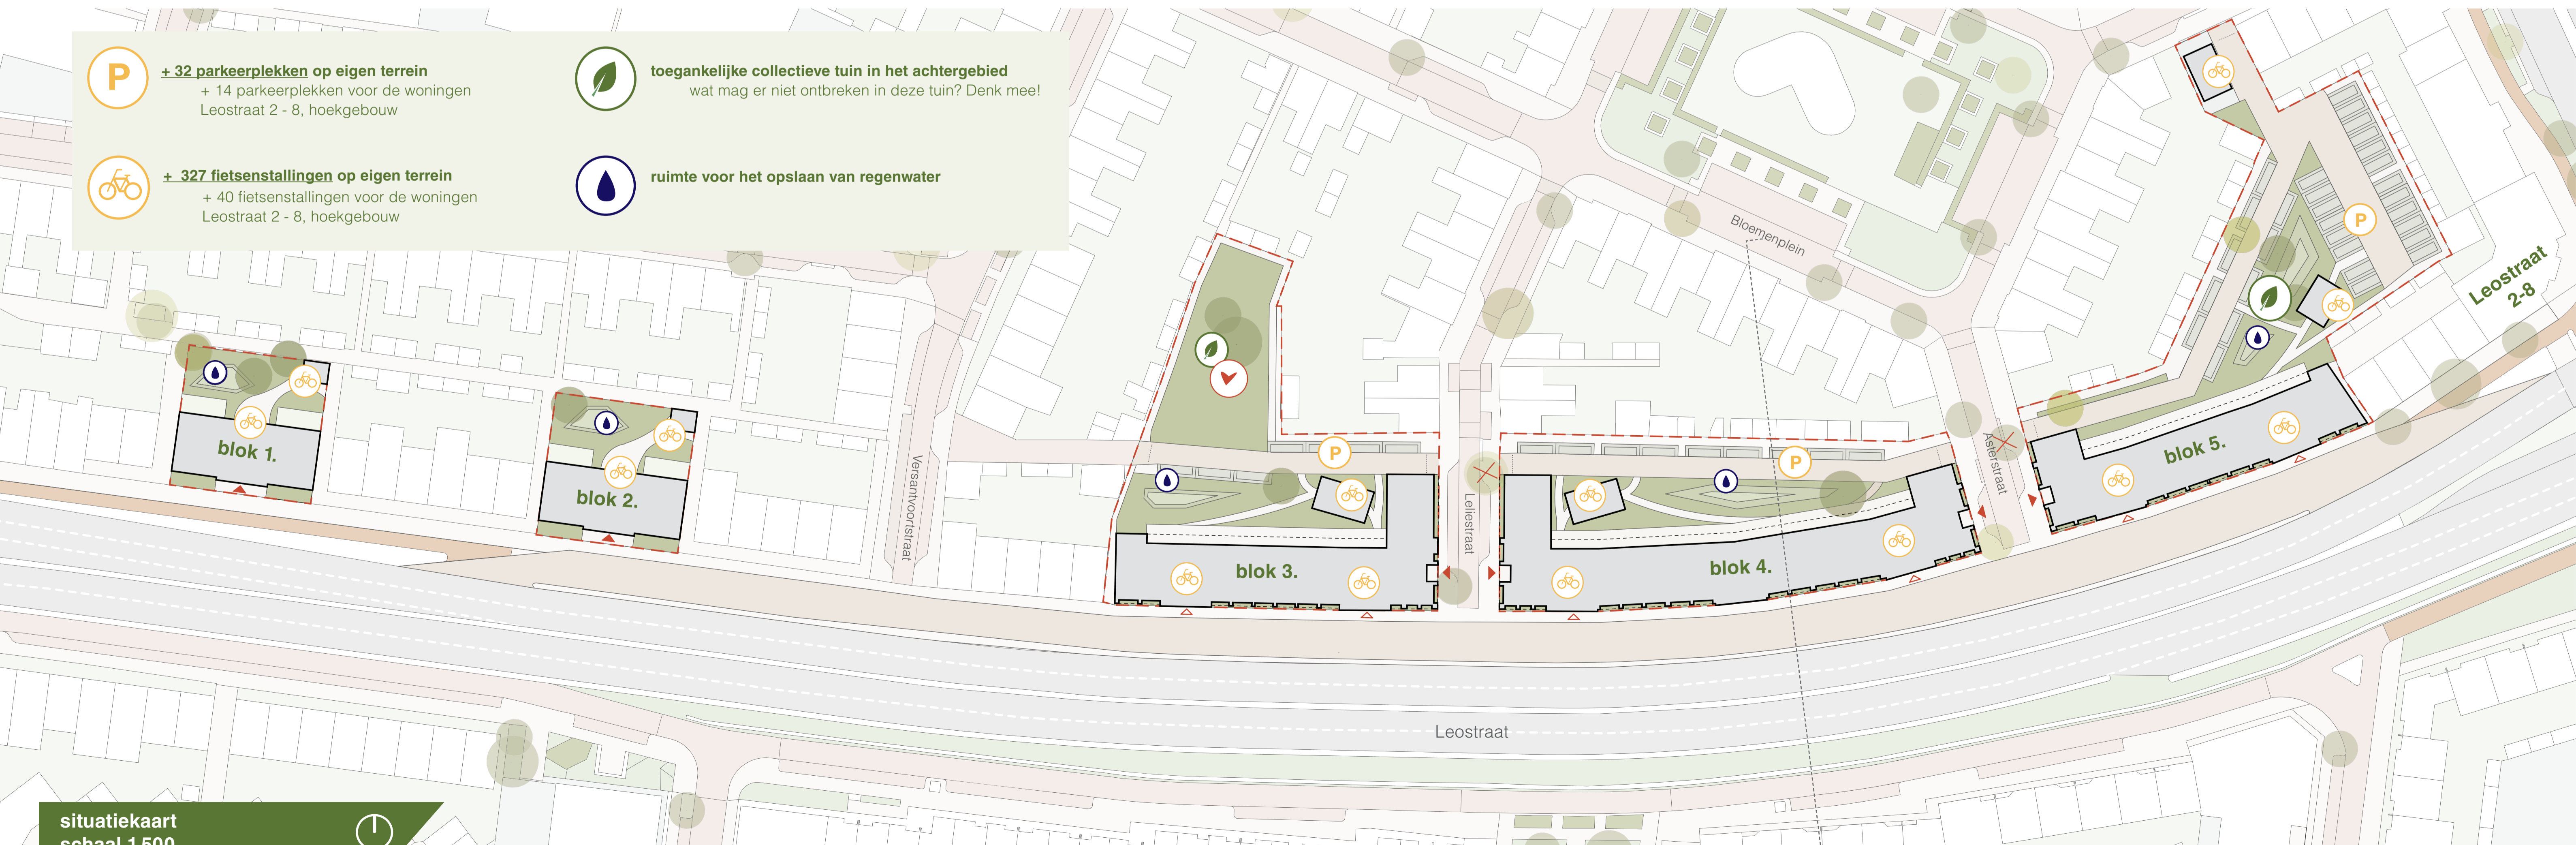 P
+ 32 parkeerplekken op eigen terrein
+ 14 parkeerplekken voor de woningen
Leostraat 2 - 8, hoekgebouw
+ 327 fietsenstallingen op eigen terrein
+ 40 fietsenstallingen voor de woningen
Leostraat 2 - 8, hoekgebouw
toegankelijke collectieve tuin in het achtergebied
wat mag er niet ontbreken in deze tuin? Denk mee!
ruimte voor het opslaan van regenwater
Bloemenplein
P
Leostraat
2-8
blok 1.
blok 2.
Versantvoortstraat
P
P
blok 3.
Leliestraat
blok 4.
Asterstraat
blok 5.
Leostraat
situatiekaart
schaal 1500